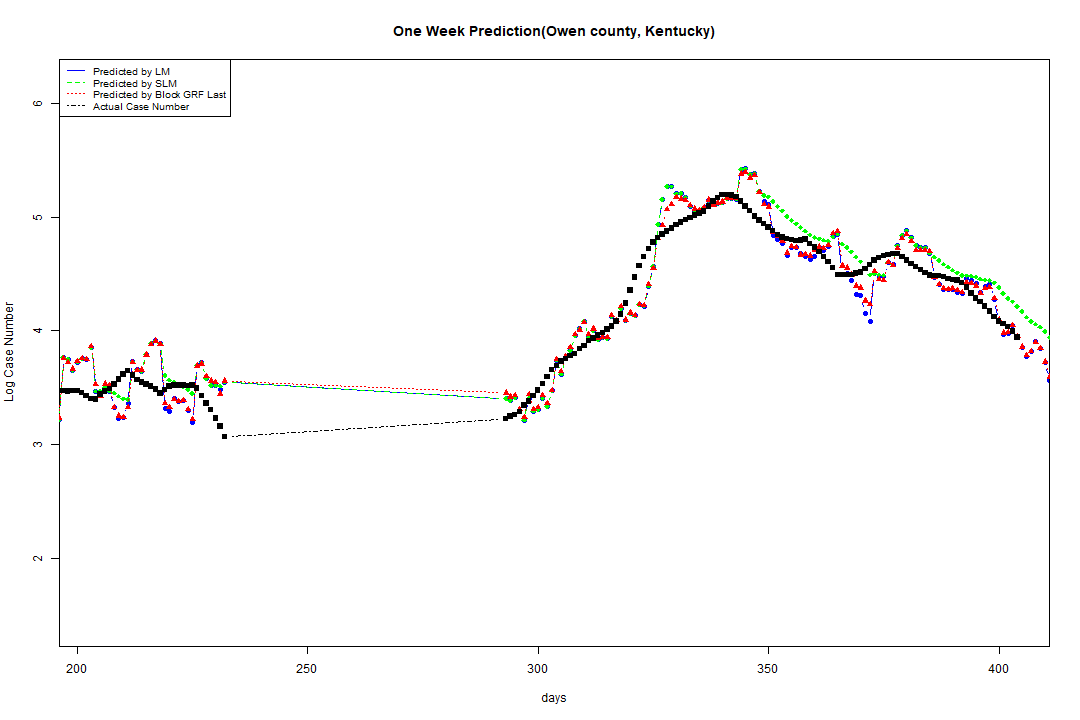 One Week Prediction(Owen county, Kentucky)
Predicted by LM
Predicted by SLM
Predicted by Block GRF Last
Actual Case Number
Log Case Number
6
5
4
3
2
200 250 300 350 400
days